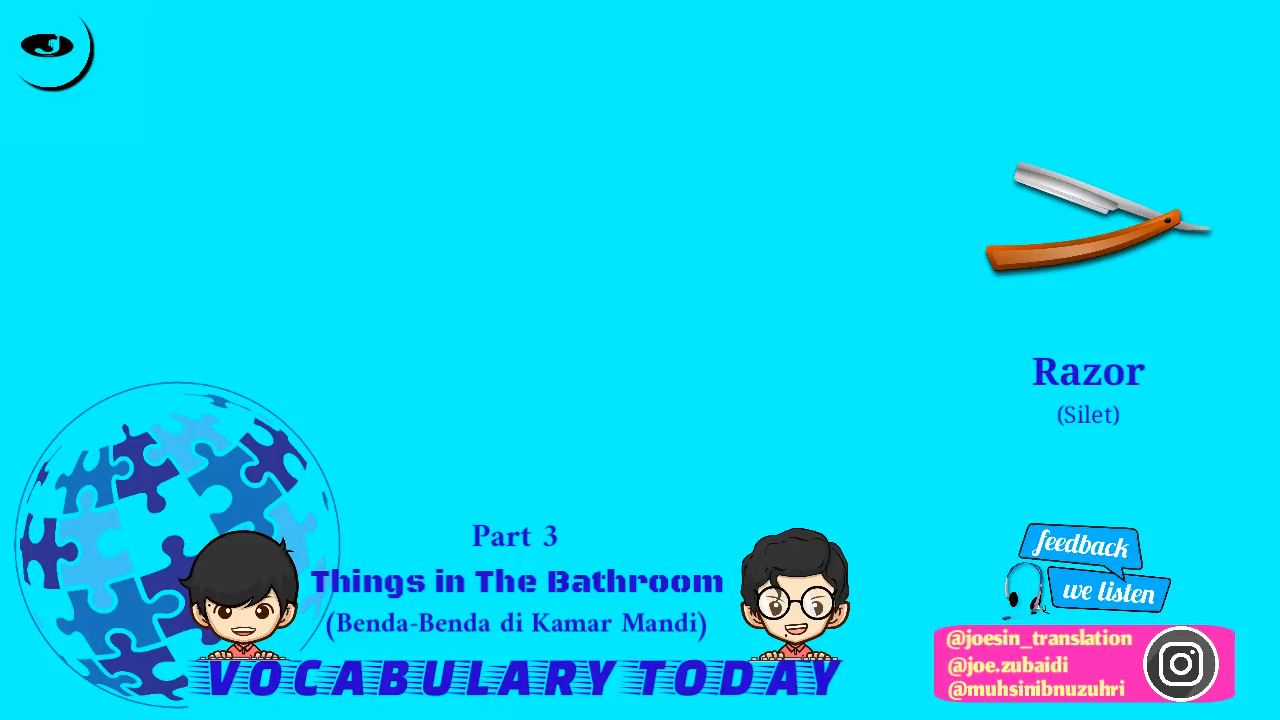 Razor
(Silet)
Part 3
Things in The Bathroom
(Benda-Benda di Kamar Mandi)
VOCABULARY TODAY
feedback
we listen
@joesin_translation
@joe.zubaidi
@muhsinibnuzuhri